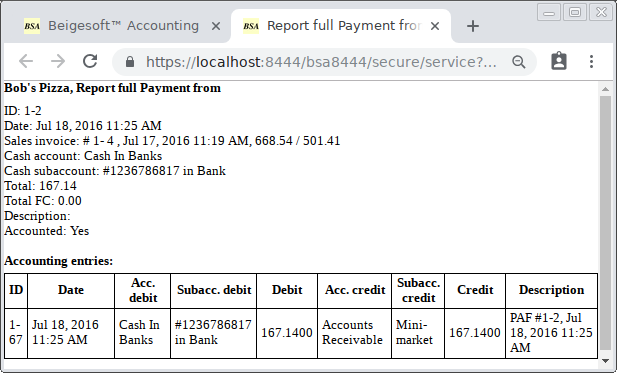 BSA Beigesoft™ Accounting
BSA Report full Payment from
https://localhost:8444/bsa8444/secure/service?...
Bob's Pizza, Report full Payment from
ID: 1-2
Date: Jul 18, 2016 11:25 AM
Sales invoice: # 1- 4 , Jul 17, 2016 11:19 AM, 668.54 / 501.41
Cash account: Cash In Banks
Cash subaccount: #1236786817 in Bank
Total: 167.14
Total FC: 0.00
Description:
Accounted: Yes
Accounting entries:
ID Date Acc. debit Subacc. debit Debit Acc. credit Subacc. credit Credit Description
1-67 Jul 18, 2016 11:25 AM Cash In Banks #1236786817 in Bank 167.1400 Accounts Receivable Mini-market 167.1400 PAF #1-2, Jul 18, 2016 11:25 AM